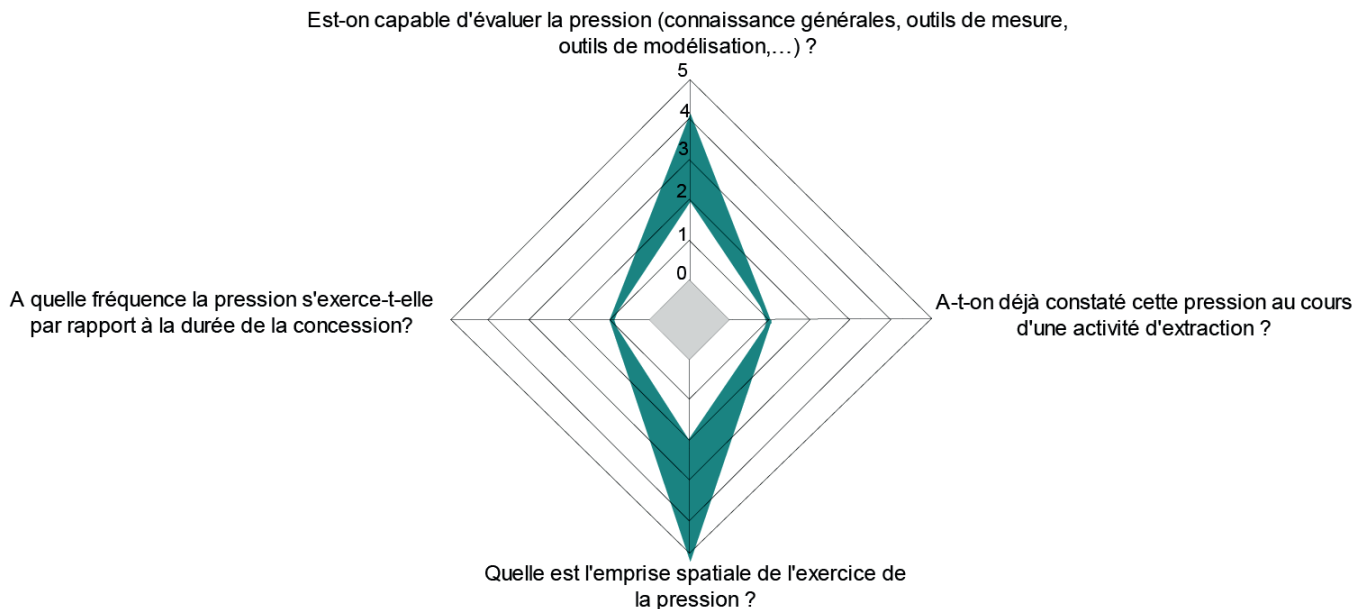 Est-on capable d'évaluer la pression (connaissance générales, outils de mesure,
outils de modélisation,…) ?
5
4
3
2
1
0
A quelle fréquence la pression s'exerce-t-elle
par rapport à la durée de la concession?
A-t-on déjà constaté cette pression au cours
d'une activité d'extraction ?
Quelle est l'emprise spatiale de l'exercice de
la pression ?